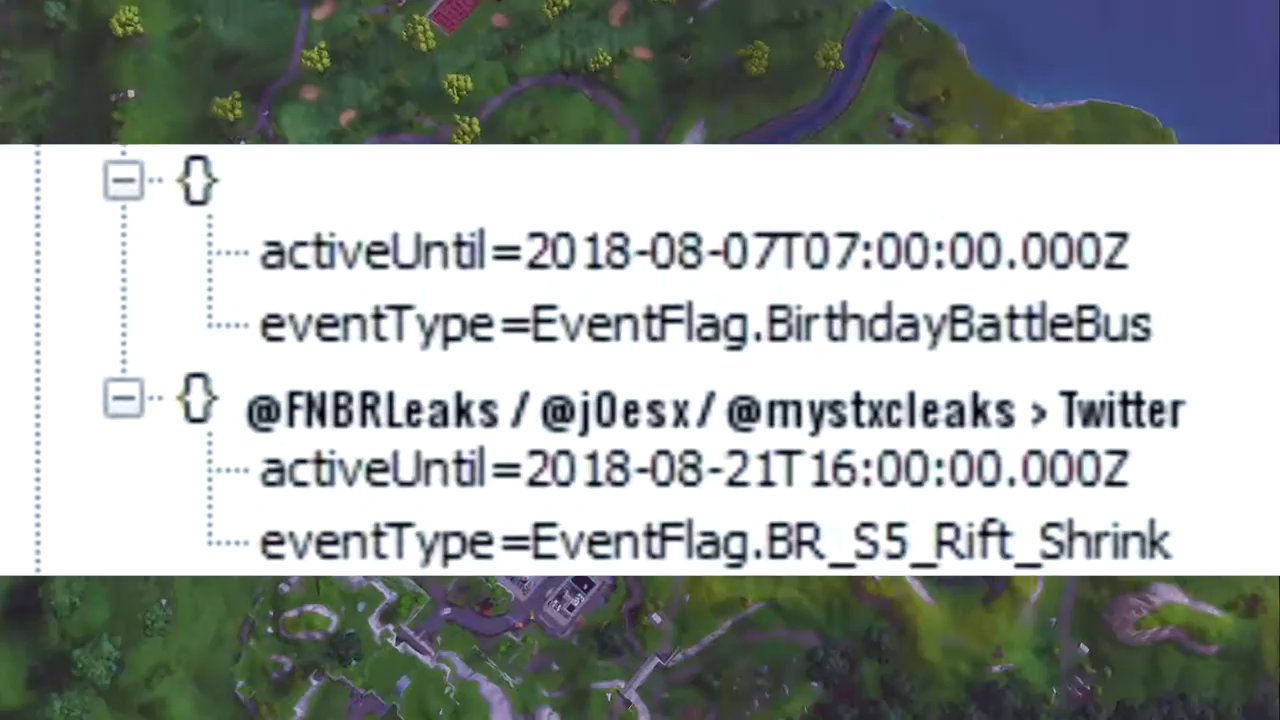 activeUntil=2018-08-07T07:00:00.000Z
eventType=EventFlag.BirthdayBattleBus
@FNBRLeaks / @j0esx / @mystxcleaks > Twitter
activeUntil=2018-08-21T16:00:00.000Z
eventType=EventFlag.BR_S5_Rift_Shrink